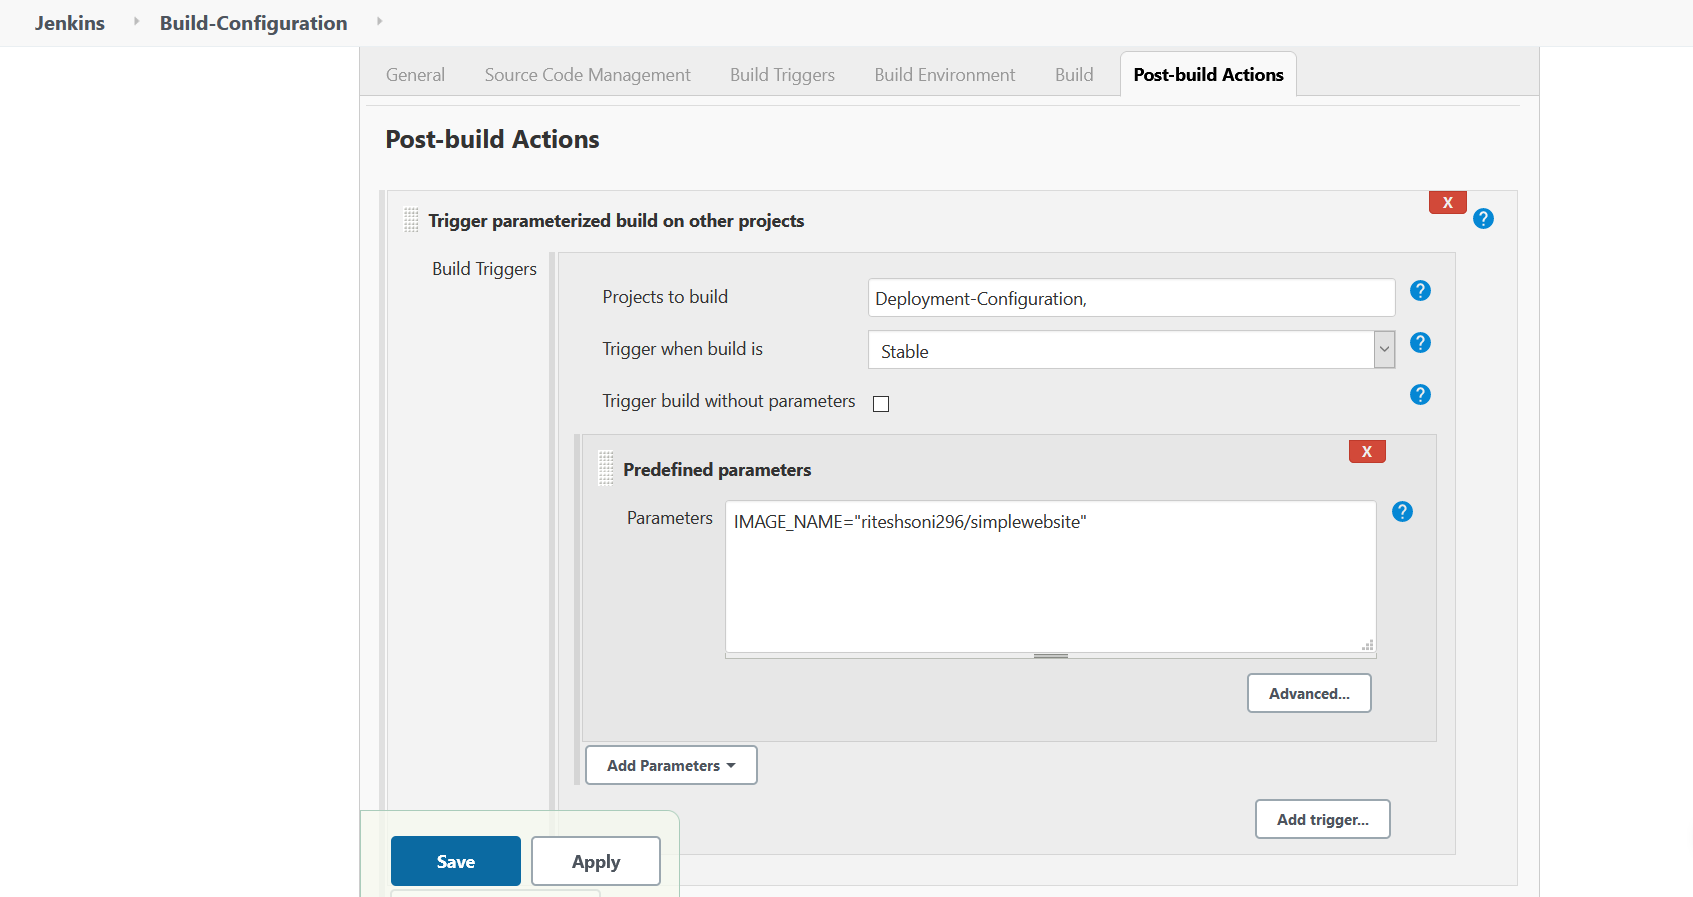 Jenkins Build-Configuration
General Source Code Management Build Triggers Build Environment Build Post-build Actions
Post-build Actions
X
Trigger parameterized build on other projects ?
Build Triggers
Projects to build Deployment-Configuration, ?
Trigger when build is Stable ?
Trigger build without parameters ?
X
Predefined parameters
Parameters IMAGE_NAME="riteshsoni296/simplewebsite" ?
Advanced...
Add Parameters
Add trigger...
Save Apply